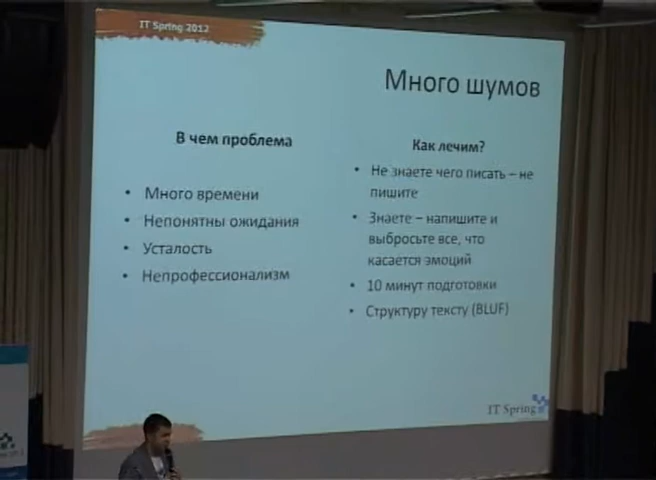 IT Spring 2012
Много шумов
В чем проблема
• Много времени
• Непонятны ожидания
• Усталость
• Непрофессионализм
Как лечим?
• Не знаете чего писать – не
пишите
• Знаете – напишите и
выбросьте все, что
касается эмоций
• 10 минут подготовки
• Структуру тексту (BLUF)
IT Spring